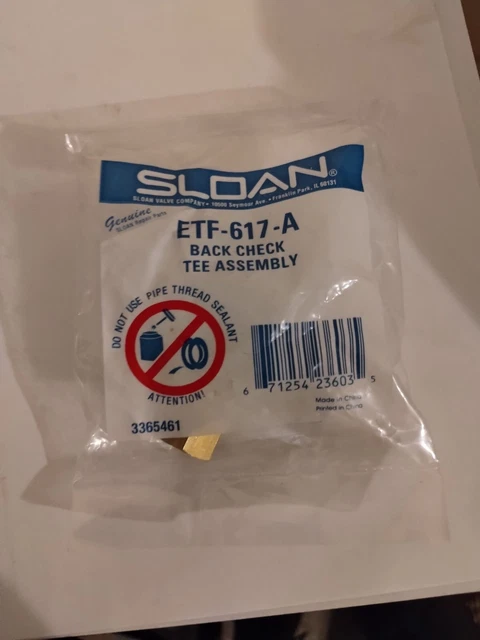 SLOAN®
SLOAN VALVE COMPANY • 10500 Seymour Ave. • Franklin Park, IL 60131
Genuine
SLOAN Repair Parts
ETF-617-A
BACK CHECK
TEE ASSEMBLY
DO NOT USE PIPE THREAD SEALANT
ATTENTION!
6 71254 23603 5
Made in China
Printed in China
3365461